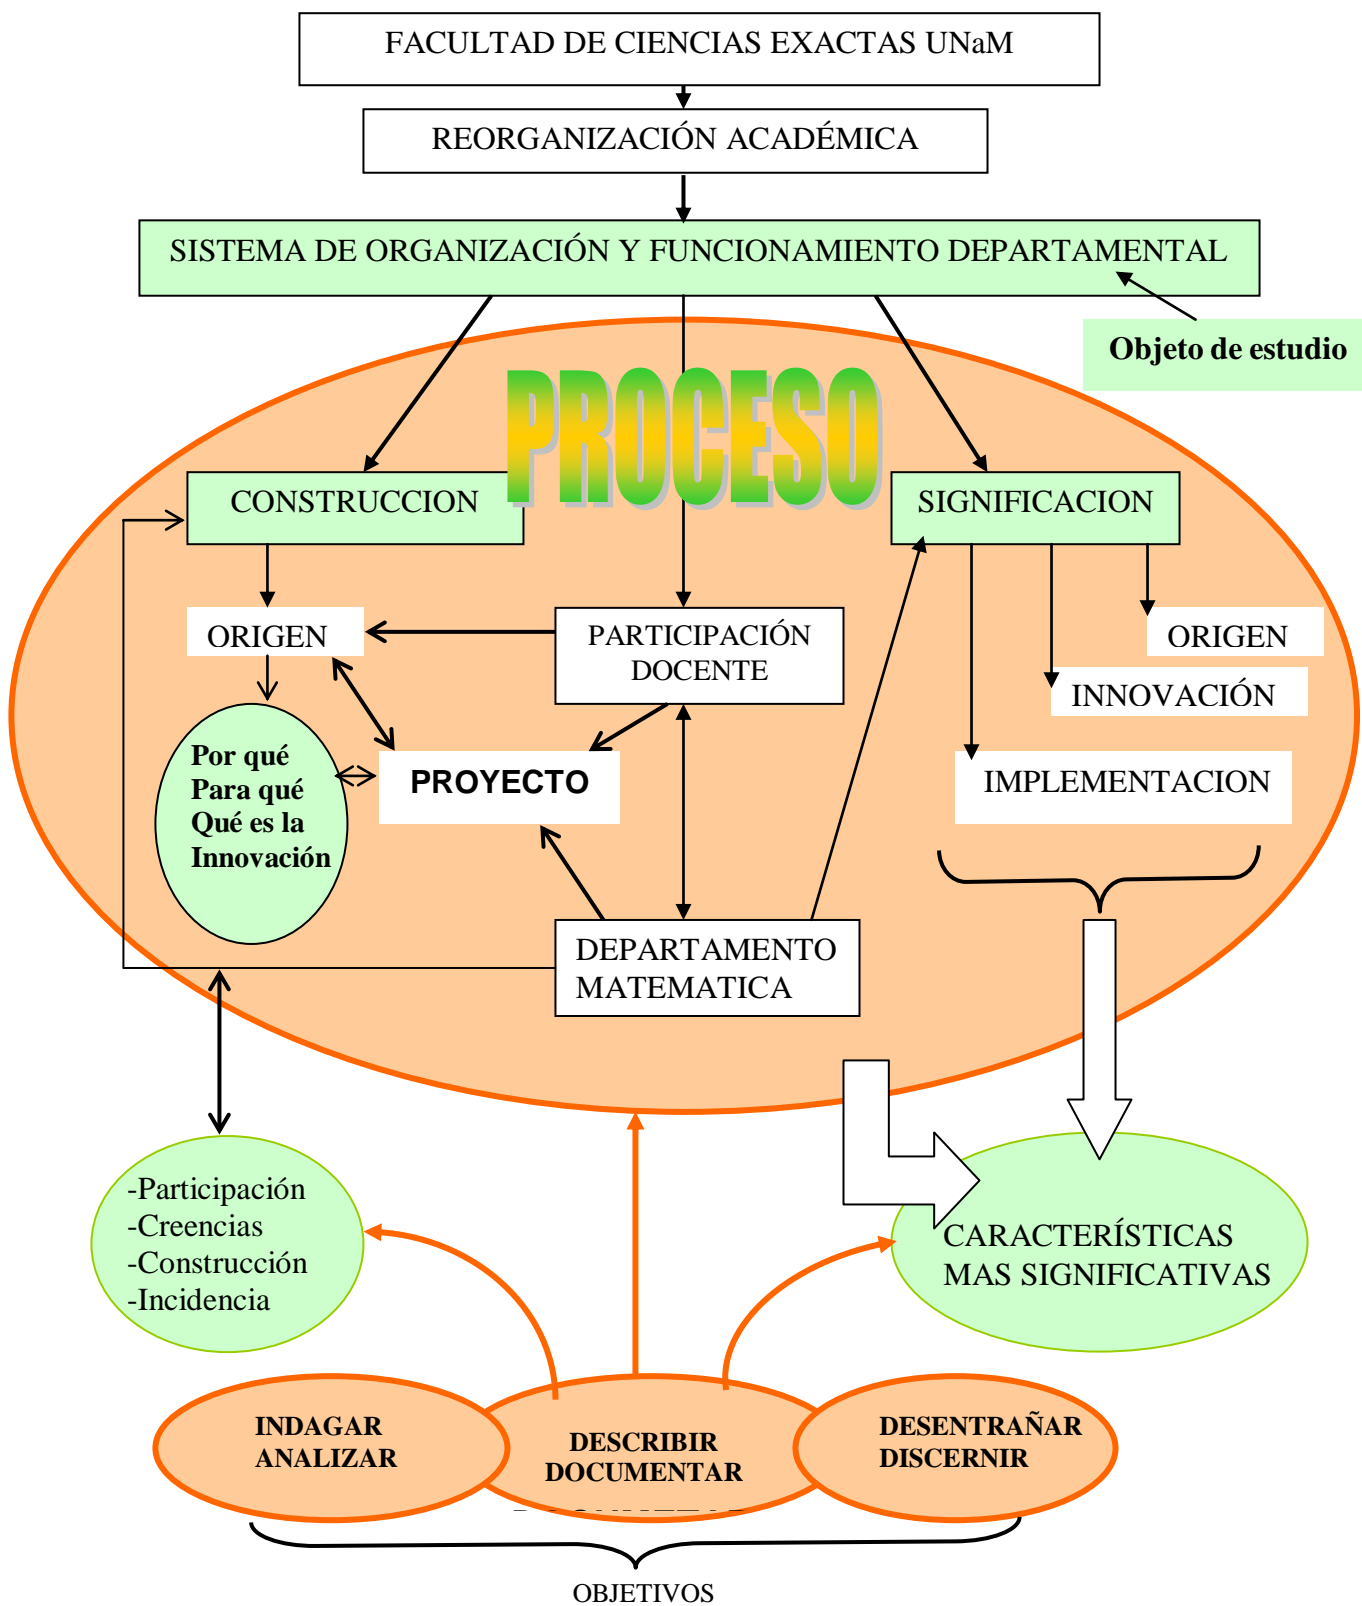 FACULTAD DE CIENCIAS EXACTAS UNaM
REORGANIZACIÓN ACADÉMICA
SISTEMA DE ORGANIZACIÓN Y FUNCIONAMIENTO DEPARTAMENTAL
Objeto de estudio
PROCESO
CONSTRUCCION
SIGNIFICACION
ORIGEN
PARTICIPACIÓN
DOCENTE
ORIGEN
INNOVACIÓN
IMPLEMENTACION
Por qué
Para qué
Qué es la
Innovación
PROYECTO
DEPARTAMENTO
MATEMATICA
-Participación
-Creencias
-Construcción
-Incidencia
CARACTERÍSTICAS
MAS SIGNIFICATIVAS
INDAGAR
ANALIZAR
DESCRIBIR
DOCUMENTAR
DESENTRAÑAR
DISCERNIR
OBJETIVOS